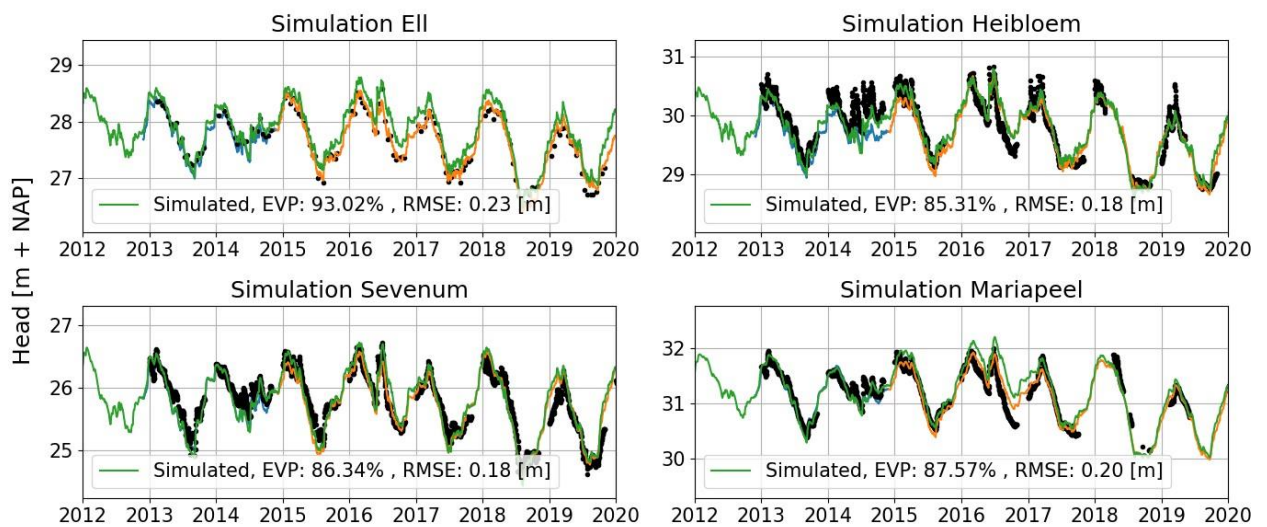 Simulation Ell
Simulation Heibloem
Head [m + NAP]
29
28
27
Simulated, EVP: 93.02% , RMSE: 0.23 [m]
2012 2013 2014 2015 2016 2017 2018 2019 2020
31
30
29
Simulated, EVP: 85.31% , RMSE: 0.18 [m]
2012 2013 2014 2015 2016 2017 2018 2019 2020
Simulation Sevenum
Simulation Mariapeel
27
26
25
Simulated, EVP: 86.34% , RMSE: 0.18 [m]
2012 2013 2014 2015 2016 2017 2018 2019 2020
32
31
30
Simulated, EVP: 87.57% , RMSE: 0.20 [m]
2012 2013 2014 2015 2016 2017 2018 2019 2020